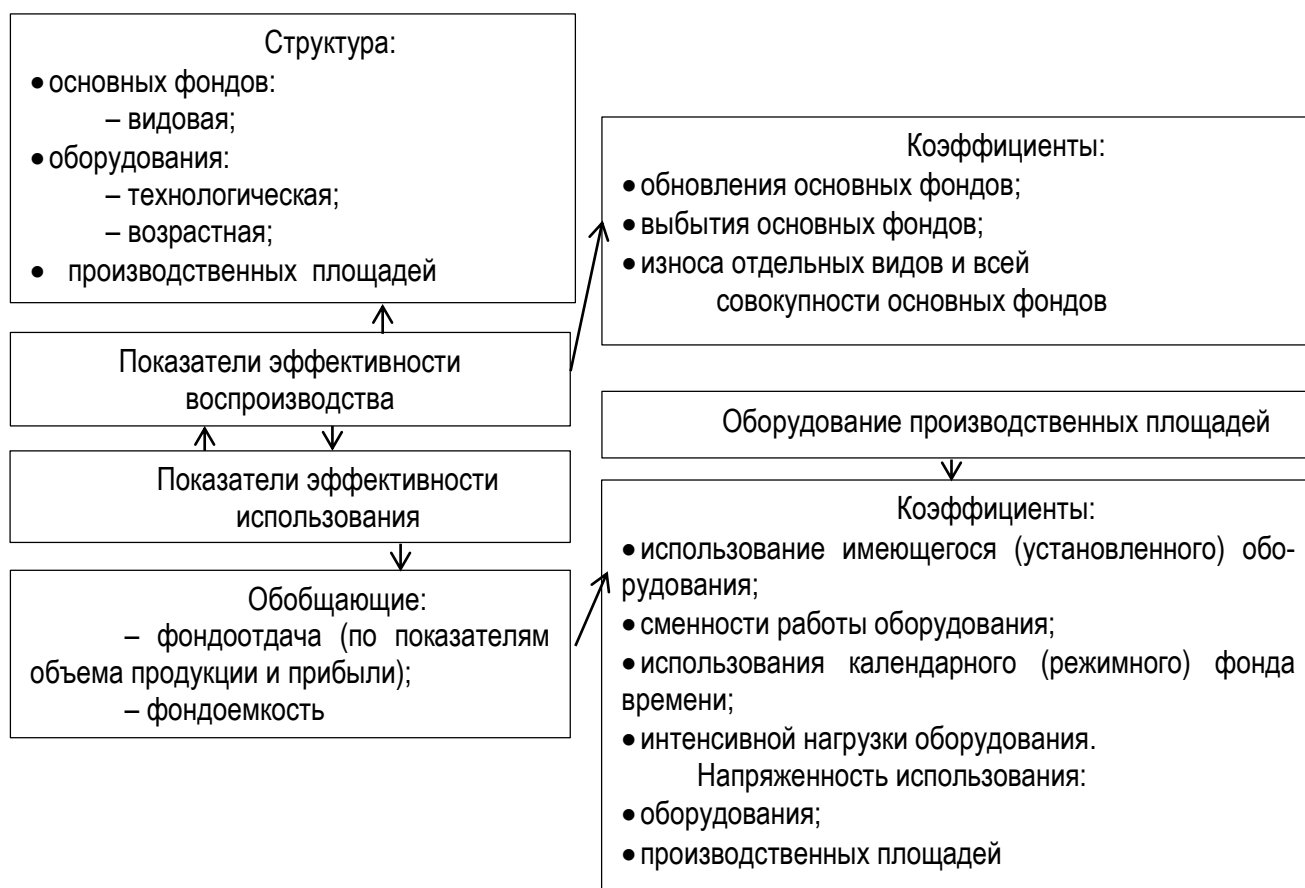 Структура:
• основных фондов:
– видовая;
• оборудования:
– технологическая;
– возрастная;
• производственных площадей
Показатели эффективности
воспроизводства
Показатели эффективности
использования
Обобщающие:
– фондоотдача (по показателям
объема продукции и прибыли);
– фондоемкость
Коэффициенты:
• обновления основных фондов;
• выбытия основных фондов;
• износа отдельных видов и всей
совокупности основных фондов
Оборудование производственных площадей
Коэффициенты:
• использование имеющегося (установленного) обо-
рудования;
• сменности работы оборудования;
• использования календарного (режимного) фонда
времени;
• интенсивной нагрузки оборудования.
Напряженность использования:
• оборудования;
• производственных площадей